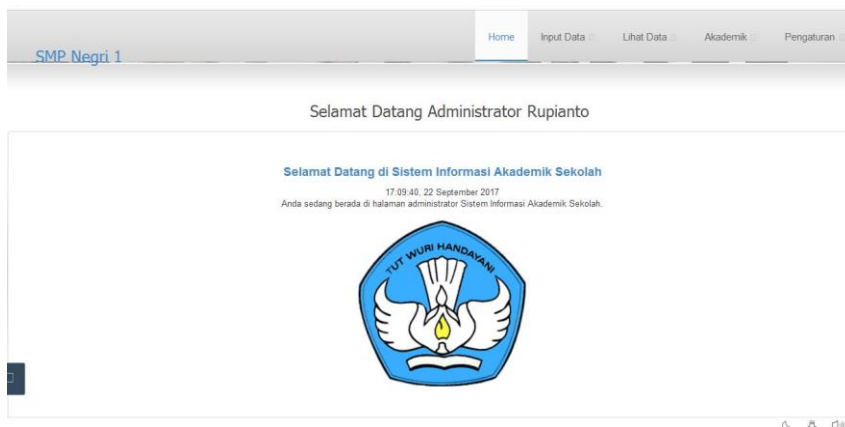 Home Input Data Lihat Data Akademik Pengaturan
SMP Negri 1
Selamat Datang Administrator Rupianto
Selamat Datang di Sistem Informasi Akademik Sekolah
17:09:40, 22 September 2017
Anda sedang berada di halaman administrator Sistem Informasi Akademik Sekolah.
TUT WURI HANDAYANI